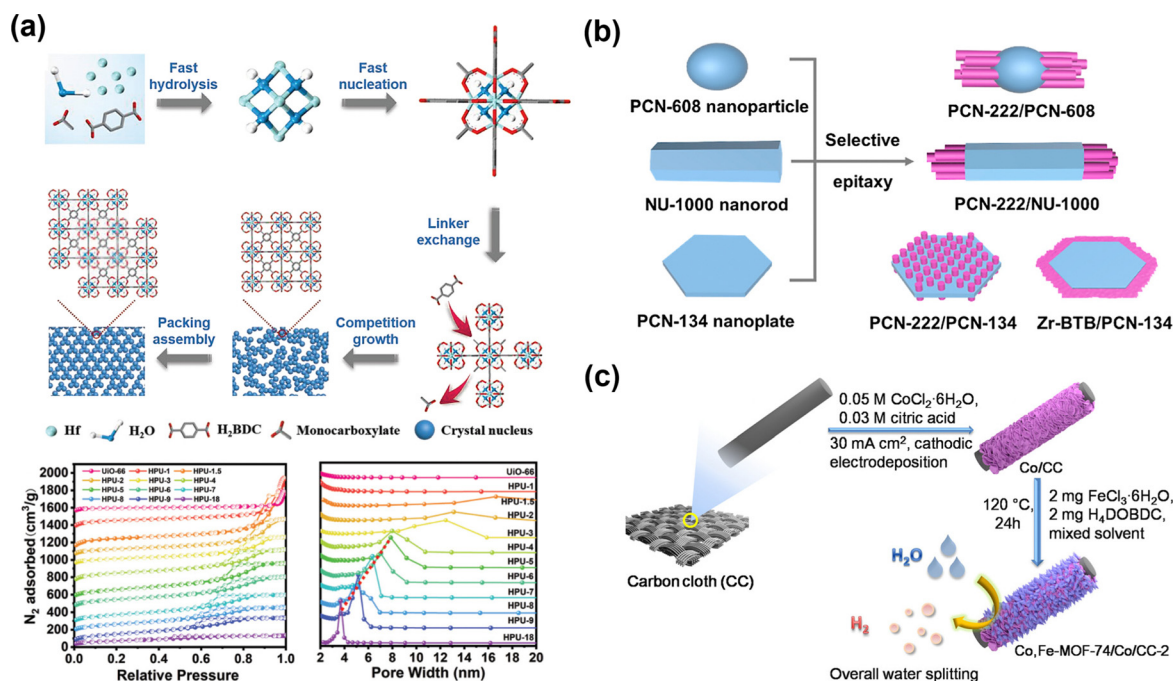 (a)
Fast
hydrolysis
Fast
nucleation
Linker
exchange
Packing
assembly
Competition
growth
Hf
H₂O
H₂BDC
Monocarboxylate
Crystal nucleus
N₂ adsorbed (cm³/g)
2000
1800
1600
1400
1200
1000
800
600
400
200
0
UiO-66
HPU-1
HPU-1.5
HPU-2
HPU-3
HPU-4
HPU-5
HPU-6
HPU-7
HPU-8
HPU-9
HPU-18
0.0
0.2
0.4
0.6
0.8
1.0
Relative Pressure
UiO-66
HPU-1
HPU-1.5
HPU-2
HPU-3
HPU-4
HPU-5
HPU-6
HPU-7
HPU-8
HPU-9
HPU-18
2 4 6 8 10 12 14 16 18 20
Pore Width (nm)
(b)
PCN-608 nanoparticle
NU-1000 nanorod
PCN-134 nanoplate
Selective
epitaxy
PCN-222/PCN-608
PCN-222/NU-1000
PCN-222/PCN-134
Zr-BTB/PCN-134
(c)
Carbon cloth (CC)
0.05 M CoCl₂·6H₂O,
0.03 M citric acid
30 mA cm², cathodic
electrodeposition
Co/CC
120 °C,
24h
2 mg FeCl₃·6H₂O,
2 mg H₄DOBDC,
mixed solvent
H₂O
H₂
Overall water splitting
Co,Fe-MOF-74/Co/CC-2